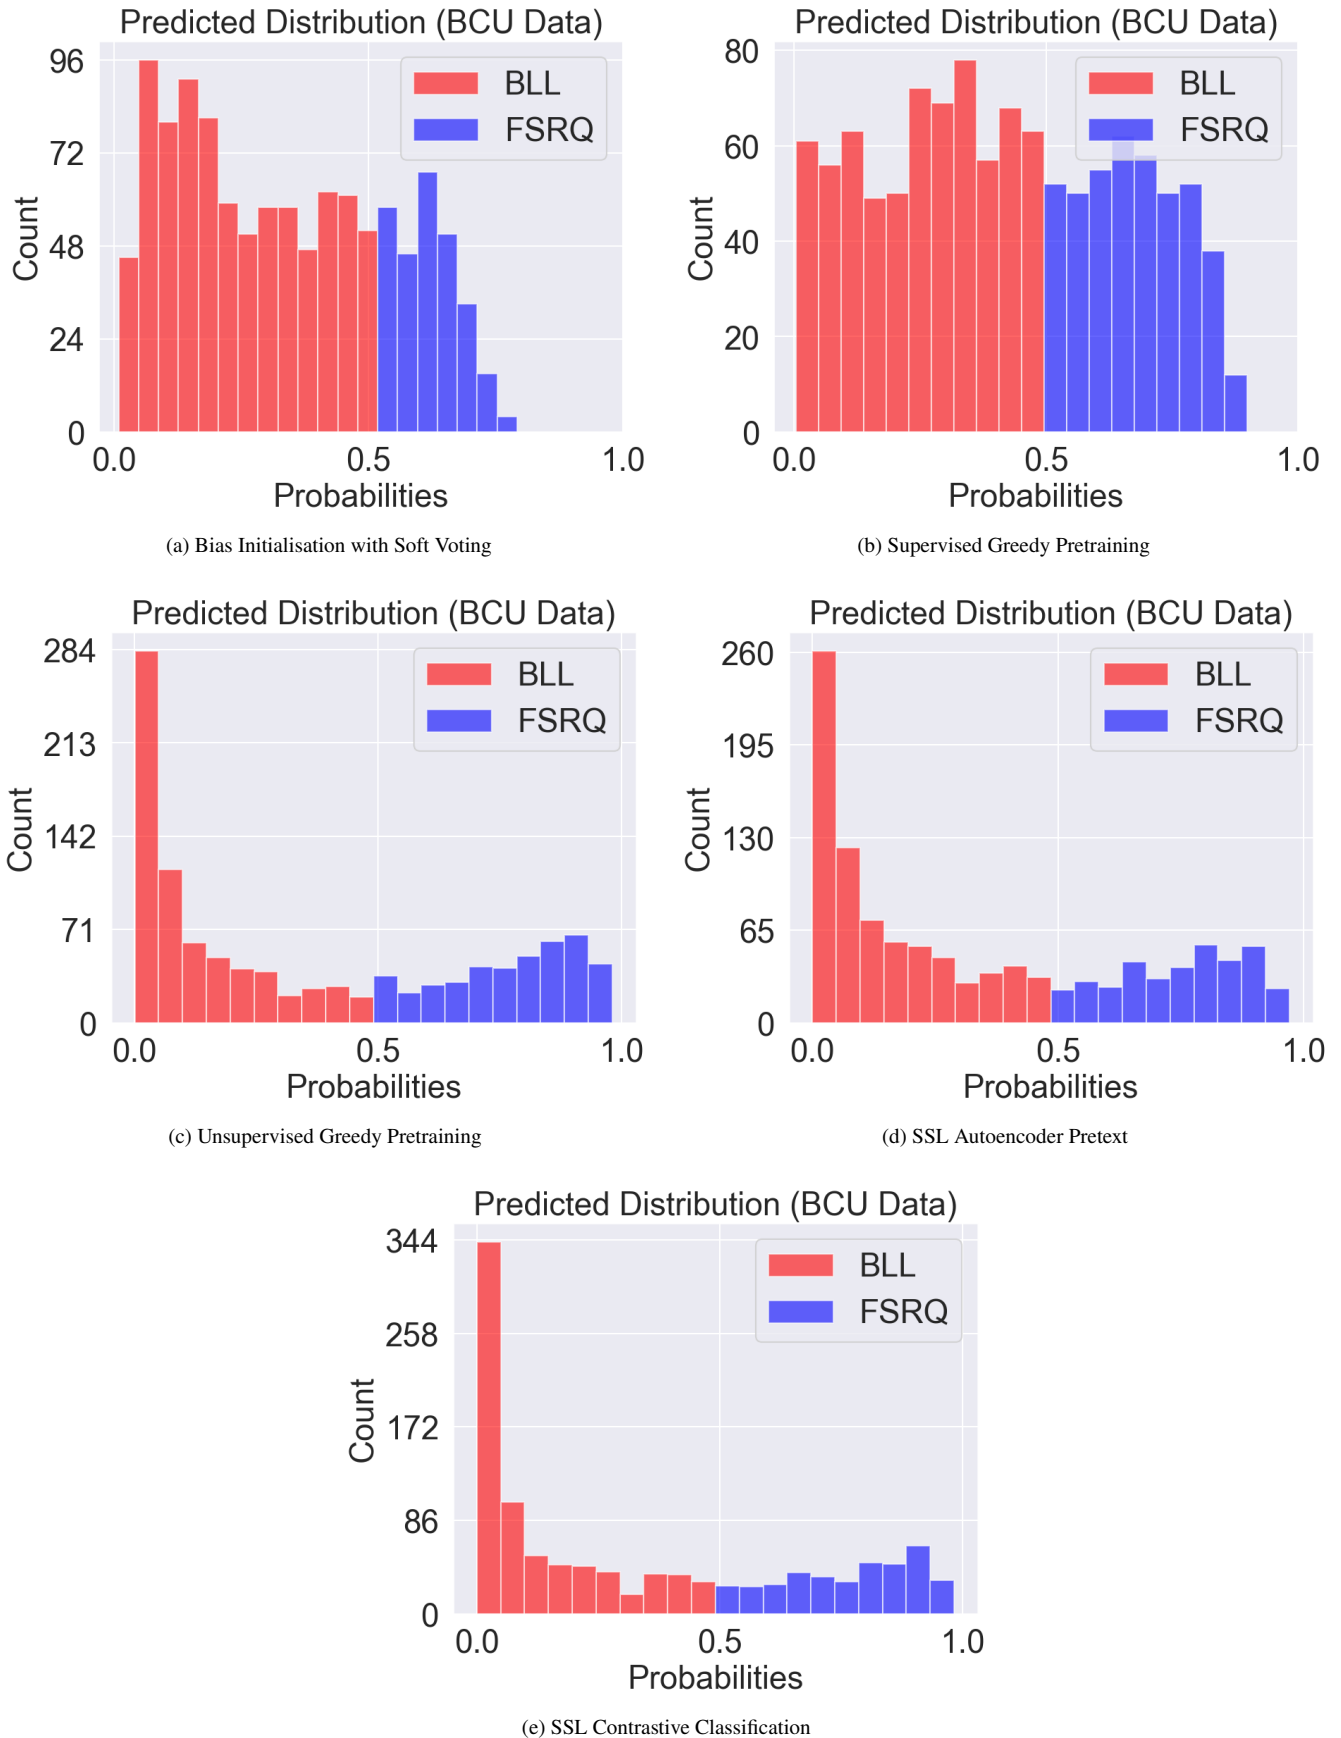 Predicted Distribution (BCU Data)
96
72
48
24
0
Count
BLL
FSRQ
0.0 0.5 1.0
Probabilities
(a) Bias Initialisation with Soft Voting
Predicted Distribution (BCU Data)
80
60
40
20
0
Count
BLL
FSRQ
0.0 0.5 1.0
Probabilities
(b) Supervised Greedy Pretraining
Predicted Distribution (BCU Data)
284
213
142
71
0
Count
BLL
FSRQ
0.0 0.5 1.0
Probabilities
(c) Unsupervised Greedy Pretraining
Predicted Distribution (BCU Data)
260
195
130
65
0
Count
BLL
FSRQ
0.0 0.5 1.0
Probabilities
(d) SSL Autoencoder Pretext
Predicted Distribution (BCU Data)
344
258
172
86
0
Count
BLL
FSRQ
0.0 0.5 1.0
Probabilities
(e) SSL Contrastive Classification